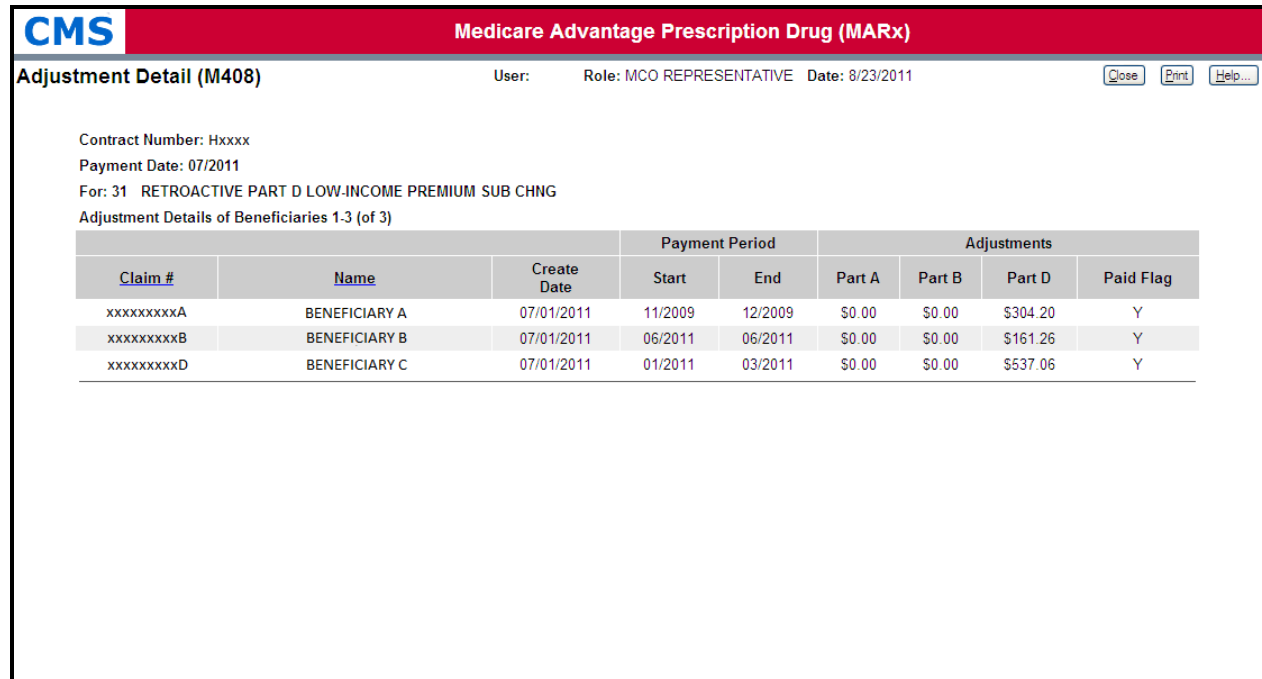 CMS Medicare Advantage Prescription Drug (MARx)
Adjustment Detail (M408) User: Role: MCO REPRESENTATIVE Date: 8/23/2011 Close Print Help...
Contract Number: Hxxxx
Payment Date: 07/2011
For: 31 RETROACTIVE PART D LOW-INCOME PREMIUM SUB CHNG
Adjustment Details of Beneficiaries 1-3 (of 3)
Payment Period Adjustments
Claim # Name Create Date Start End Part A Part B Part D Paid Flag
xxxxxxxxxA BENEFICIARY A 07/01/2011 11/2009 12/2009 $0.00 $0.00 $304.20 Y
xxxxxxxxxB BENEFICIARY B 07/01/2011 06/2011 06/2011 $0.00 $0.00 $161.26 Y
xxxxxxxxxD BENEFICIARY C 07/01/2011 01/2011 03/2011 $0.00 $0.00 $537.06 Y